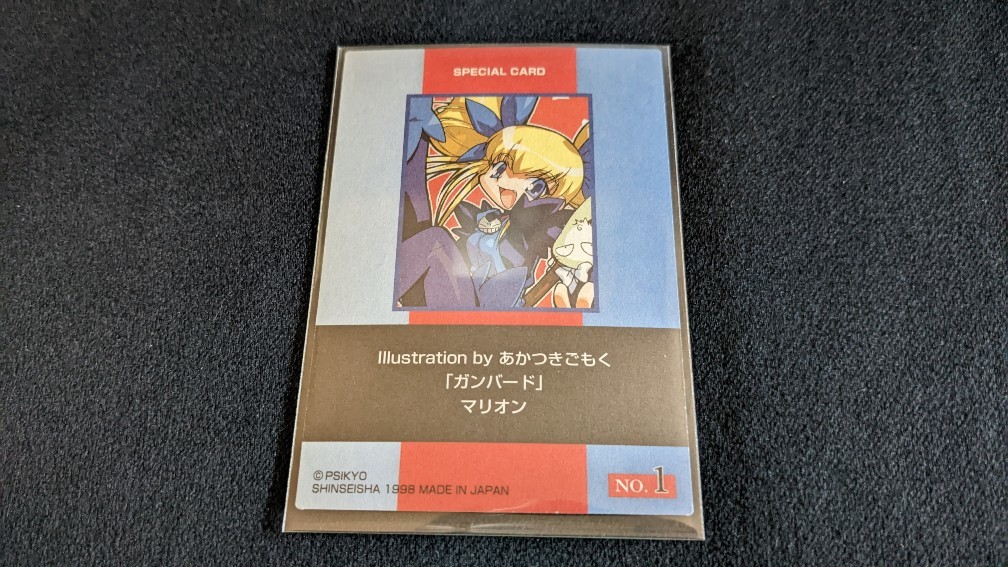 SPECIAL CARD
Illustration by あかつきごもく
「ガンバード」
マリオン
©PSIKYO
SHINSEISHA 1998 MADE IN JAPAN
NO. 1